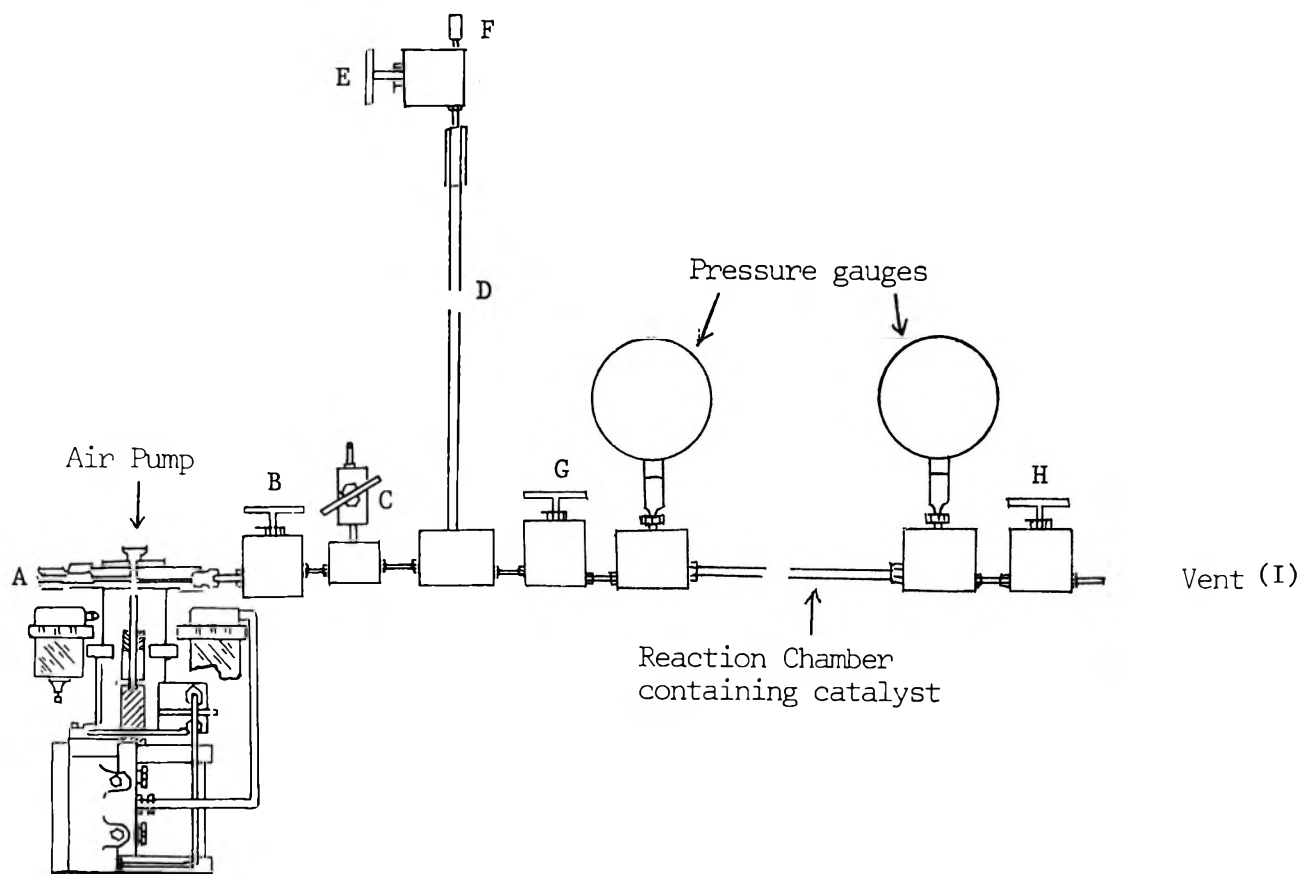 F
E
D
Pressure gauges
Air Pump
B
C
G
H
A
Vent (I)
Reaction Chamber
containing catalyst